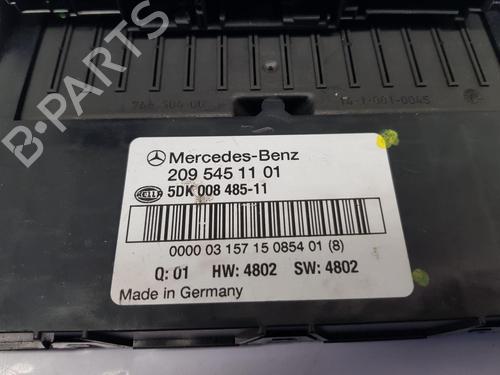 Mercedes-Benz
209 545 11 01
5DK 008 485-11
0000 03 157 15 0854 01 (8)
Q: 01 HW: 4802 SW: 4802
Made in Germany